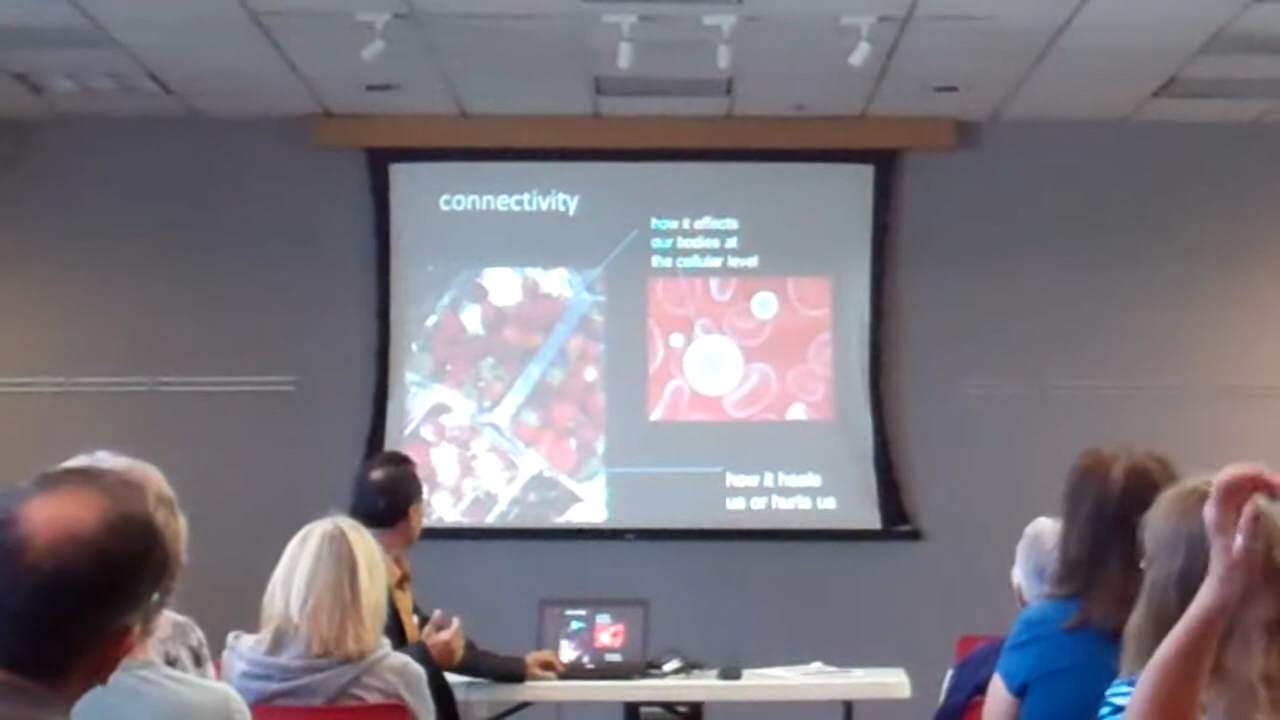 connectivity
how it effects
our bodies at
the cellular level
how it heals
us or hurts us